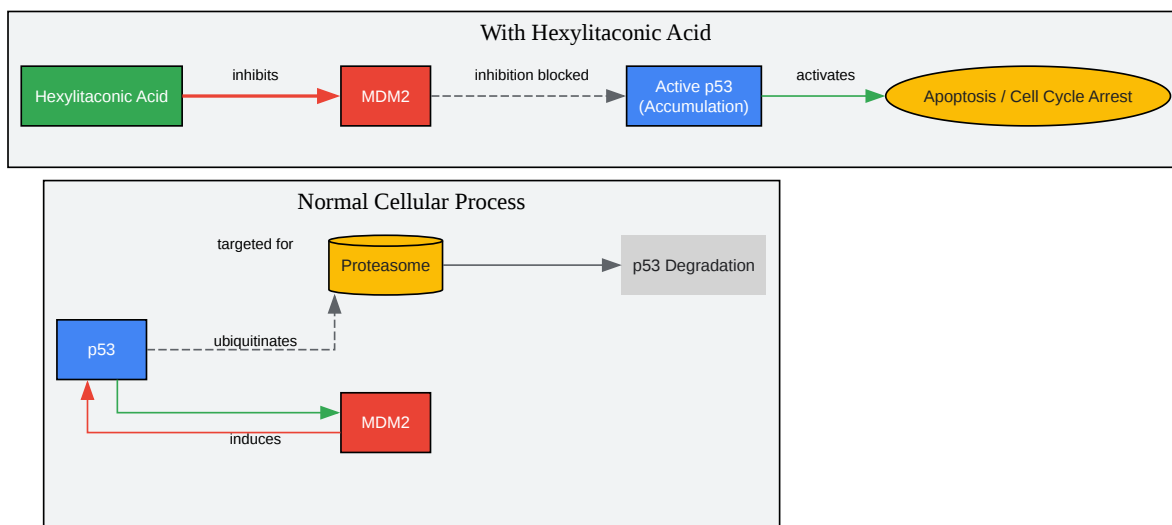 With Hexylitaconic Acid
Hexylitaconic Acid
inhibits
MDM2
inhibition blocked
Active p53
(Accumulation)
activates
Apoptosis / Cell Cycle Arrest
Normal Cellular Process
targeted for
Proteasome
p53 Degradation
p53
ubiquitinates
MDM2
induces